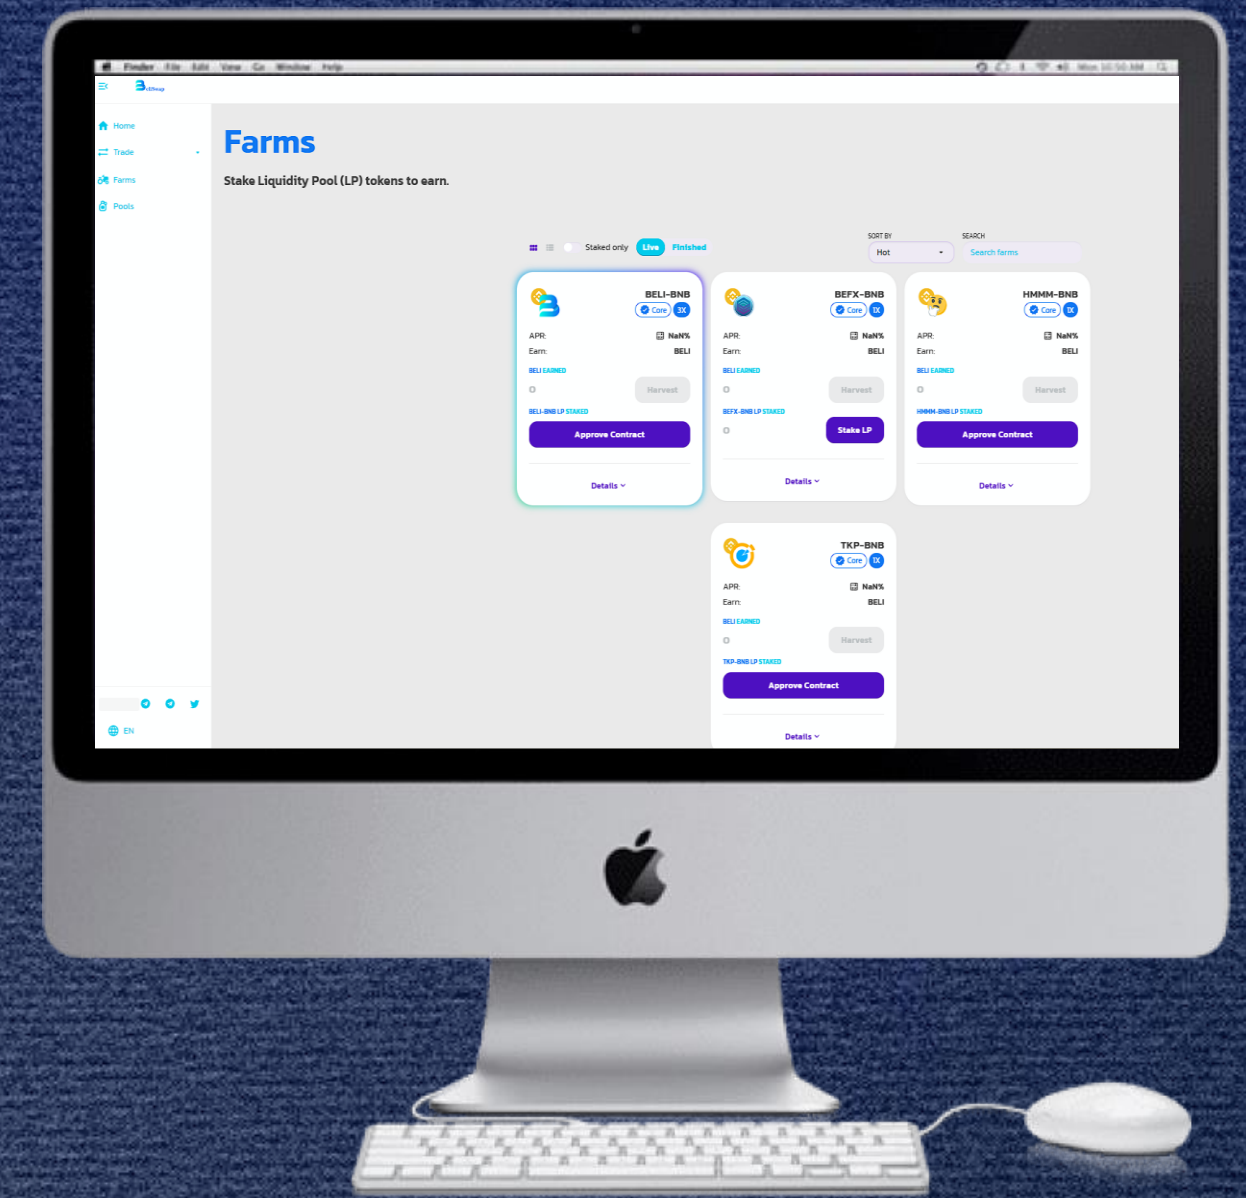 Finder File Edit View Go Window Help Mon 10:50 AM
Home
Trade
Farms
Pools
EN
Farms
Stake Liquidity Pool (LP) tokens to earn.
Staked only Live Finished
SORT BY
Hot
SEARCH
Search farms
BELI-BNB
Core 3X
APR: NaN%
Earn: BELI
BELI EARNED
0 Harvest
BELI-BNB LP STAKED
Approve Contract
Details
BEFX-BNB
Core 1X
APR: NaN%
Earn: BELI
BELI EARNED
0 Harvest
BEFX-BNB LP STAKED
0 Stake LP
Details
HMMM-BNB
Core 1X
APR: NaN%
Earn: BELI
BELI EARNED
0 Harvest
HMMM-BNB LP STAKED
Approve Contract
Details
TKP-BNB
Core 1X
APR: NaN%
Earn: BELI
BELI EARNED
0 Harvest
TKP-BNB LP STAKED
Approve Contract
Details